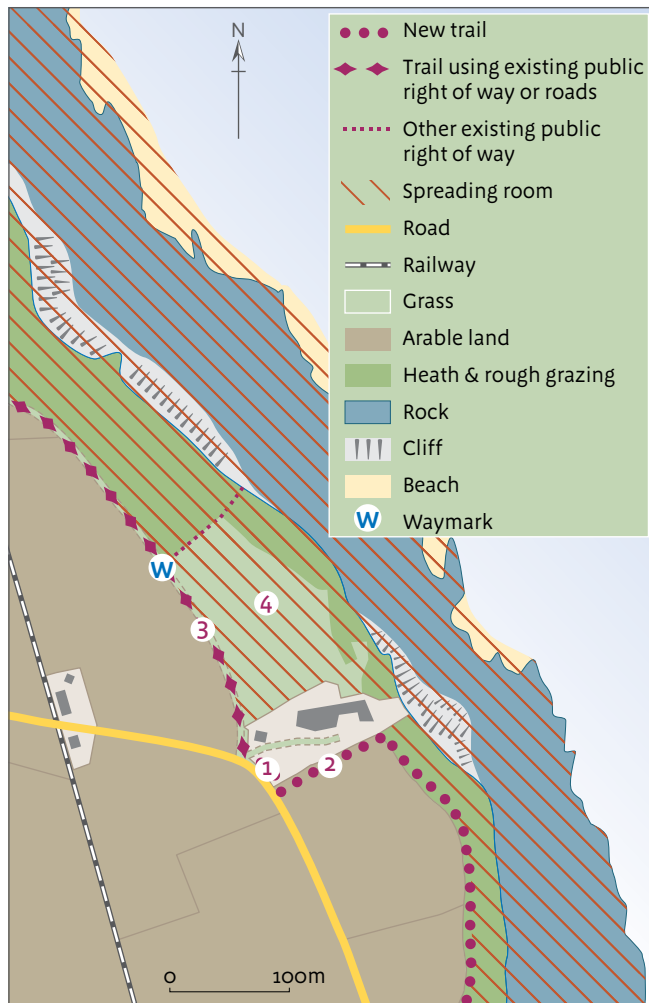 N
New trail
Trail using existing public
right of way or roads
Other existing public
right of way
Spreading room
Road
Railway
Grass
Arable land
Heath & rough grazing
Rock
Cliff
Beach
W Waymark
W
4
3
1
2
0 100m